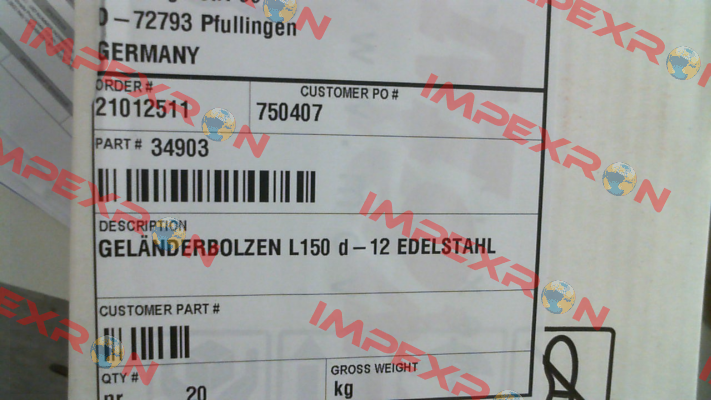 D-72793 Pfullingen
GERMANY
ORDER #
21012511
CUSTOMER PO #
750407
PART # 34903
DESCRIPTION
GELÄNDERBOLZEN L150 d-12 EDELSTAHL
CUSTOMER PART #
QTY #
20
GROSS WEIGHT
kg
IMPEXRON
IMPEXRON
IMPEXRON
IMPEXRON
IMPEXRON
IMPEXRON